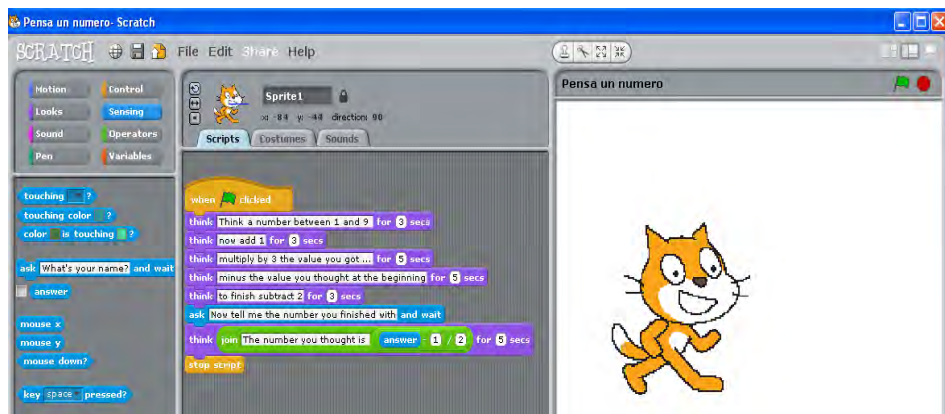 Pensa un numero- Scratch
SCRATCH File Edit Share Help
Motion Control
Looks Sensing
Sound Operators
Pen Variables
Sprite1
x: -84 y: -48 direction: 90
Scripts Costumes Sounds
Pensa un numero
touching ?
touching color ?
color is touching ?
ask What's your name? and wait
answer
mouse x
mouse y
mouse down?
key space pressed?
when clicked
think Think a number between 1 and 9 for 3 secs
think now add 1 for 3 secs
think multiply by 3 the value you got ... for 5 secs
think minus the value you thought at the beginning for 5 secs
think to finish subtract 2 for 3 secs
ask Now tell me the number you finished with and wait
think join The number you thought is answer - 1 / 2 for 5 secs
stop script